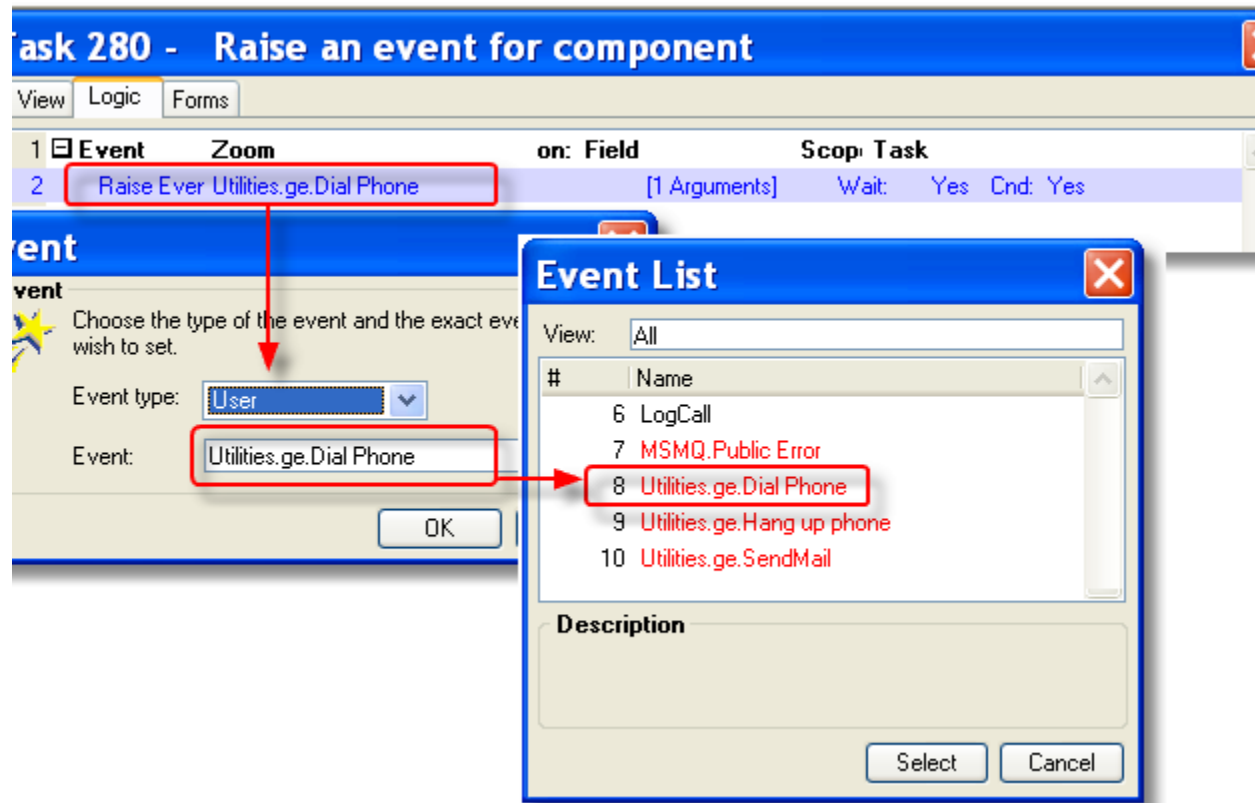 Task 280 - Raise an event for component
View Logic Forms
1 Event Zoom on: Field Scop Task
2 Raise Ever Utilities.ge.Dial Phone [1 Arguments] Wait: Yes Cnd: Yes
vent
vent
Choose the type of the event and the exact eve
wish to set.
Event type: User
Event: Utilities.ge.Dial Phone
OK
Event List
View: All
# Name
6 LogCall
7 MSMQ.Public Error
8 Utilities.ge.Dial Phone
9 Utilities.ge.Hang up phone
10 Utilities.ge.SendMail
Description
Select Cancel